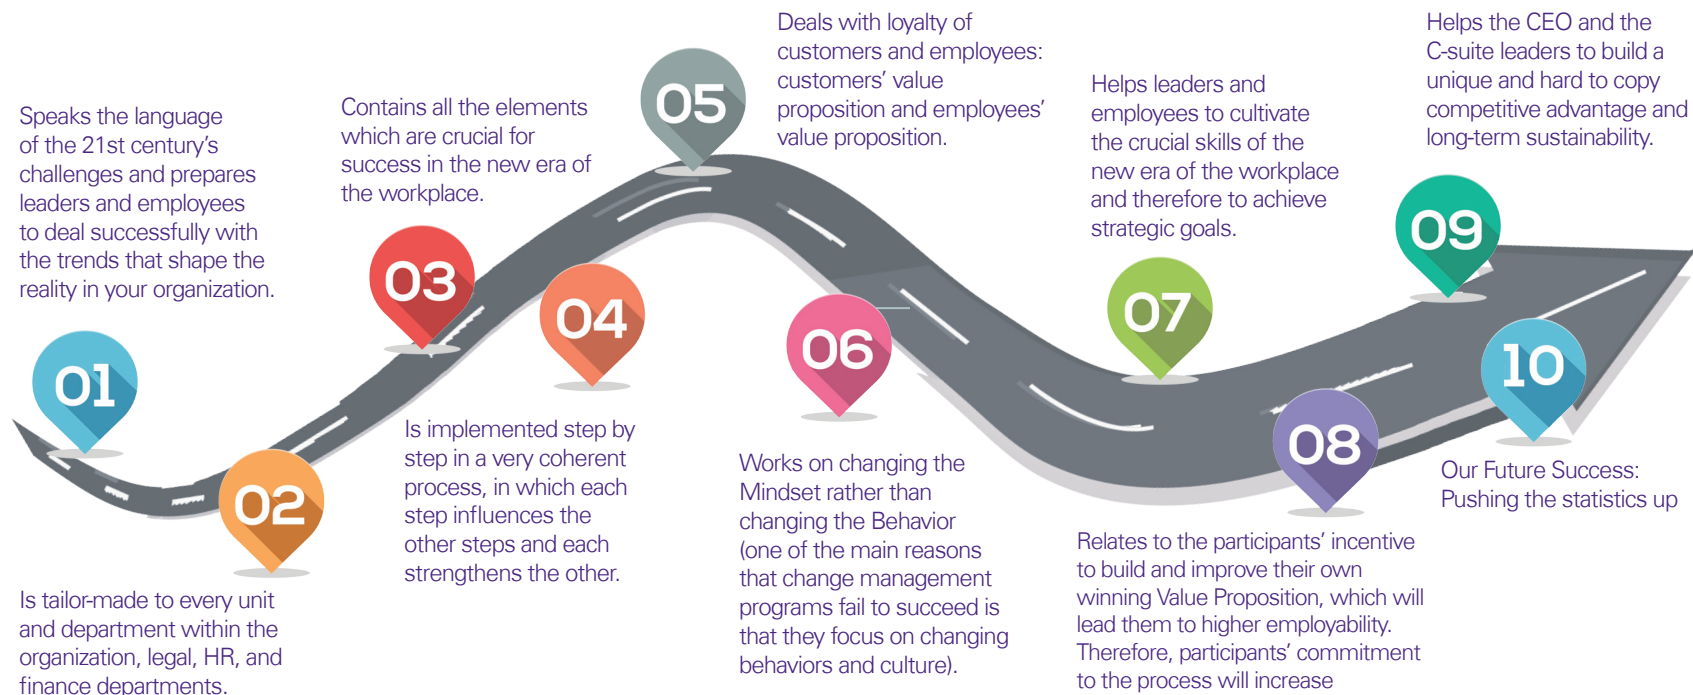 01
Speaks the language
of the 21st century’s
challenges and prepares
leaders and employees
to deal successfully with
the trends that shape the
reality in your organization.
02
Is tailor-made to every unit
and department within the
organization, legal, HR, and
finance departments.
03
Contains all the elements
which are crucial for
success in the new era of
the workplace.
04
Is implemented step by
step in a very coherent
process, in which each
step influences the
other steps and each
strengthens the other.
05
Deals with loyalty of
customers and employees:
customers’ value
proposition and employees’
value proposition.
06
Works on changing the
Mindset rather than
changing the Behavior
(one of the main reasons
that change management
programs fail to succeed is
that they focus on changing
behaviors and culture).
07
Helps leaders and
employees to cultivate
the crucial skills of the
new era of the workplace
and therefore to achieve
strategic goals.
08
Relates to the participants’ incentive
to build and improve their own
winning Value Proposition, which will
lead them to higher employability.
Therefore, participants’ commitment
to the process will increase
09
Helps the CEO and the
C-suite leaders to build a
unique and hard to copy
competitive advantage and
long-term sustainability.
10
Our Future Success:
Pushing the statistics up